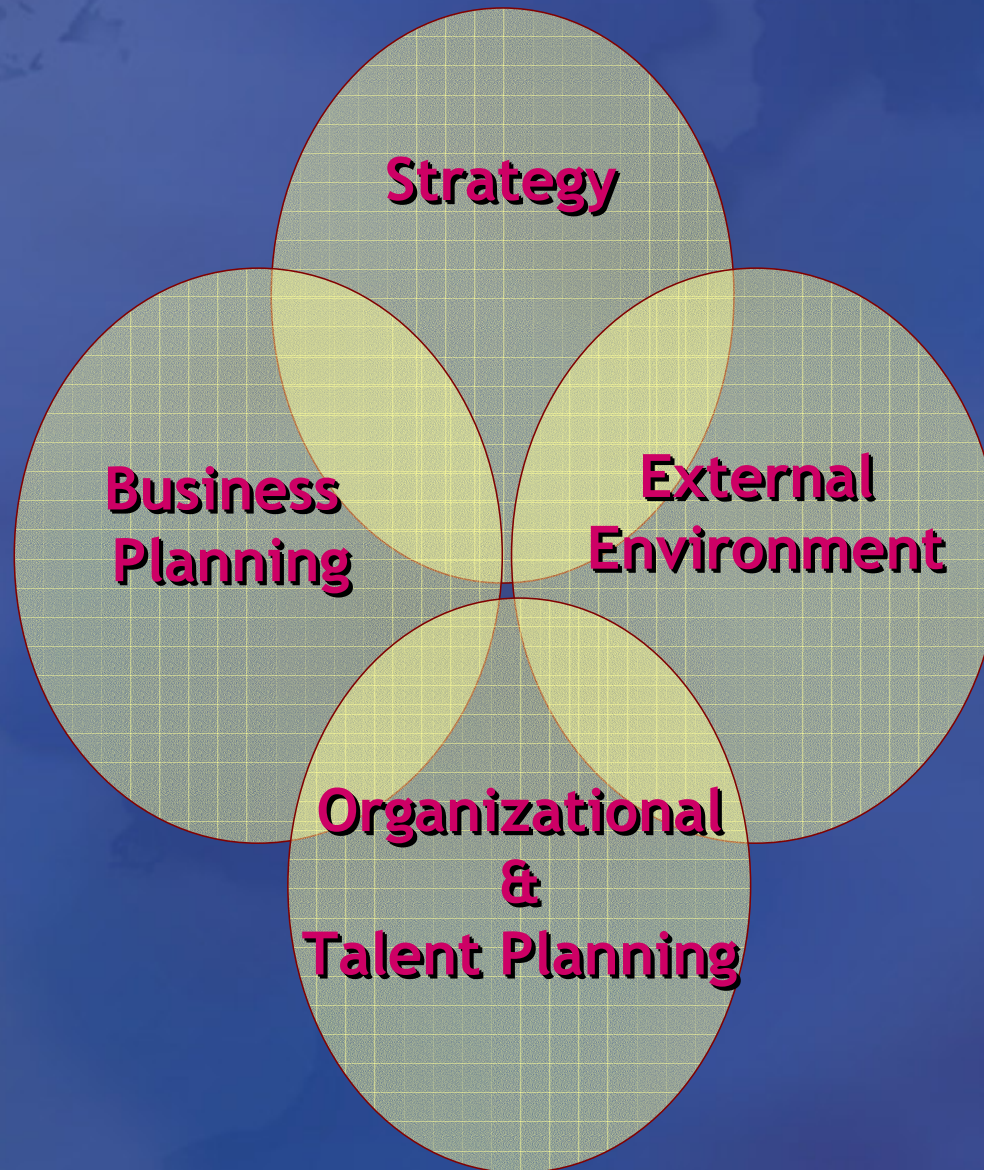 Strategy
Business
Planning
External
Environment
Organizational
&
Talent Planning